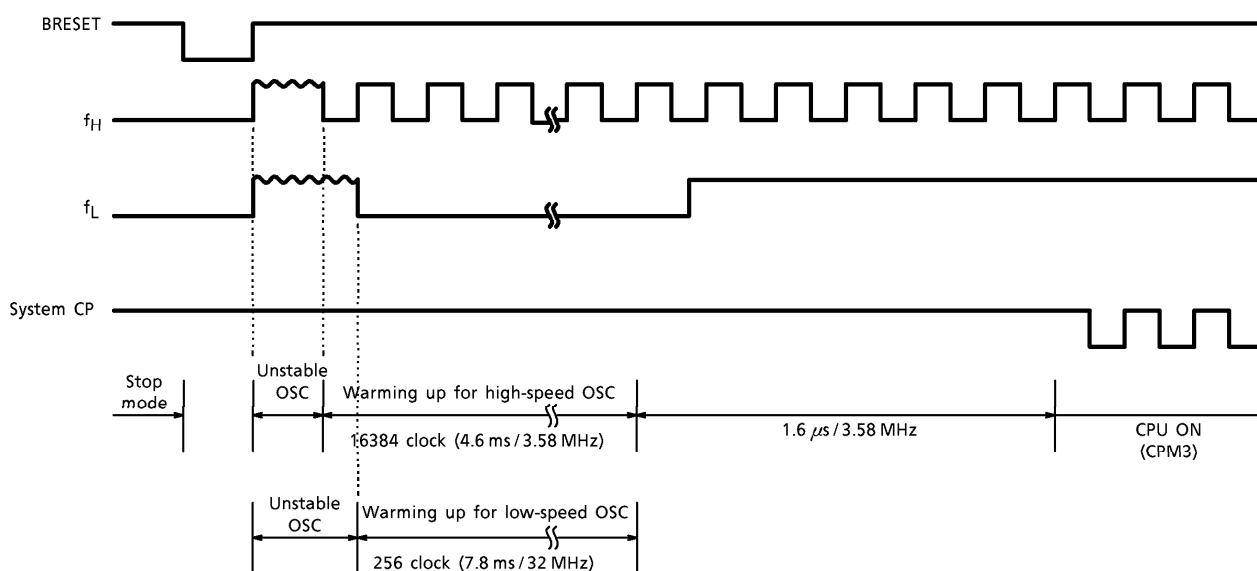 BRESET
fH
fL
System CP
Stop
mode
Unstable
OSC
Warming up for high-speed OSC
16384 clock (4.6 ms / 3.58 MHz)
1.6 μs / 3.58 MHz
CPU ON
(CPM3)
Unstable
OSC
Warming up for low-speed OSC
256 clock (7.8 ms / 32 MHz)